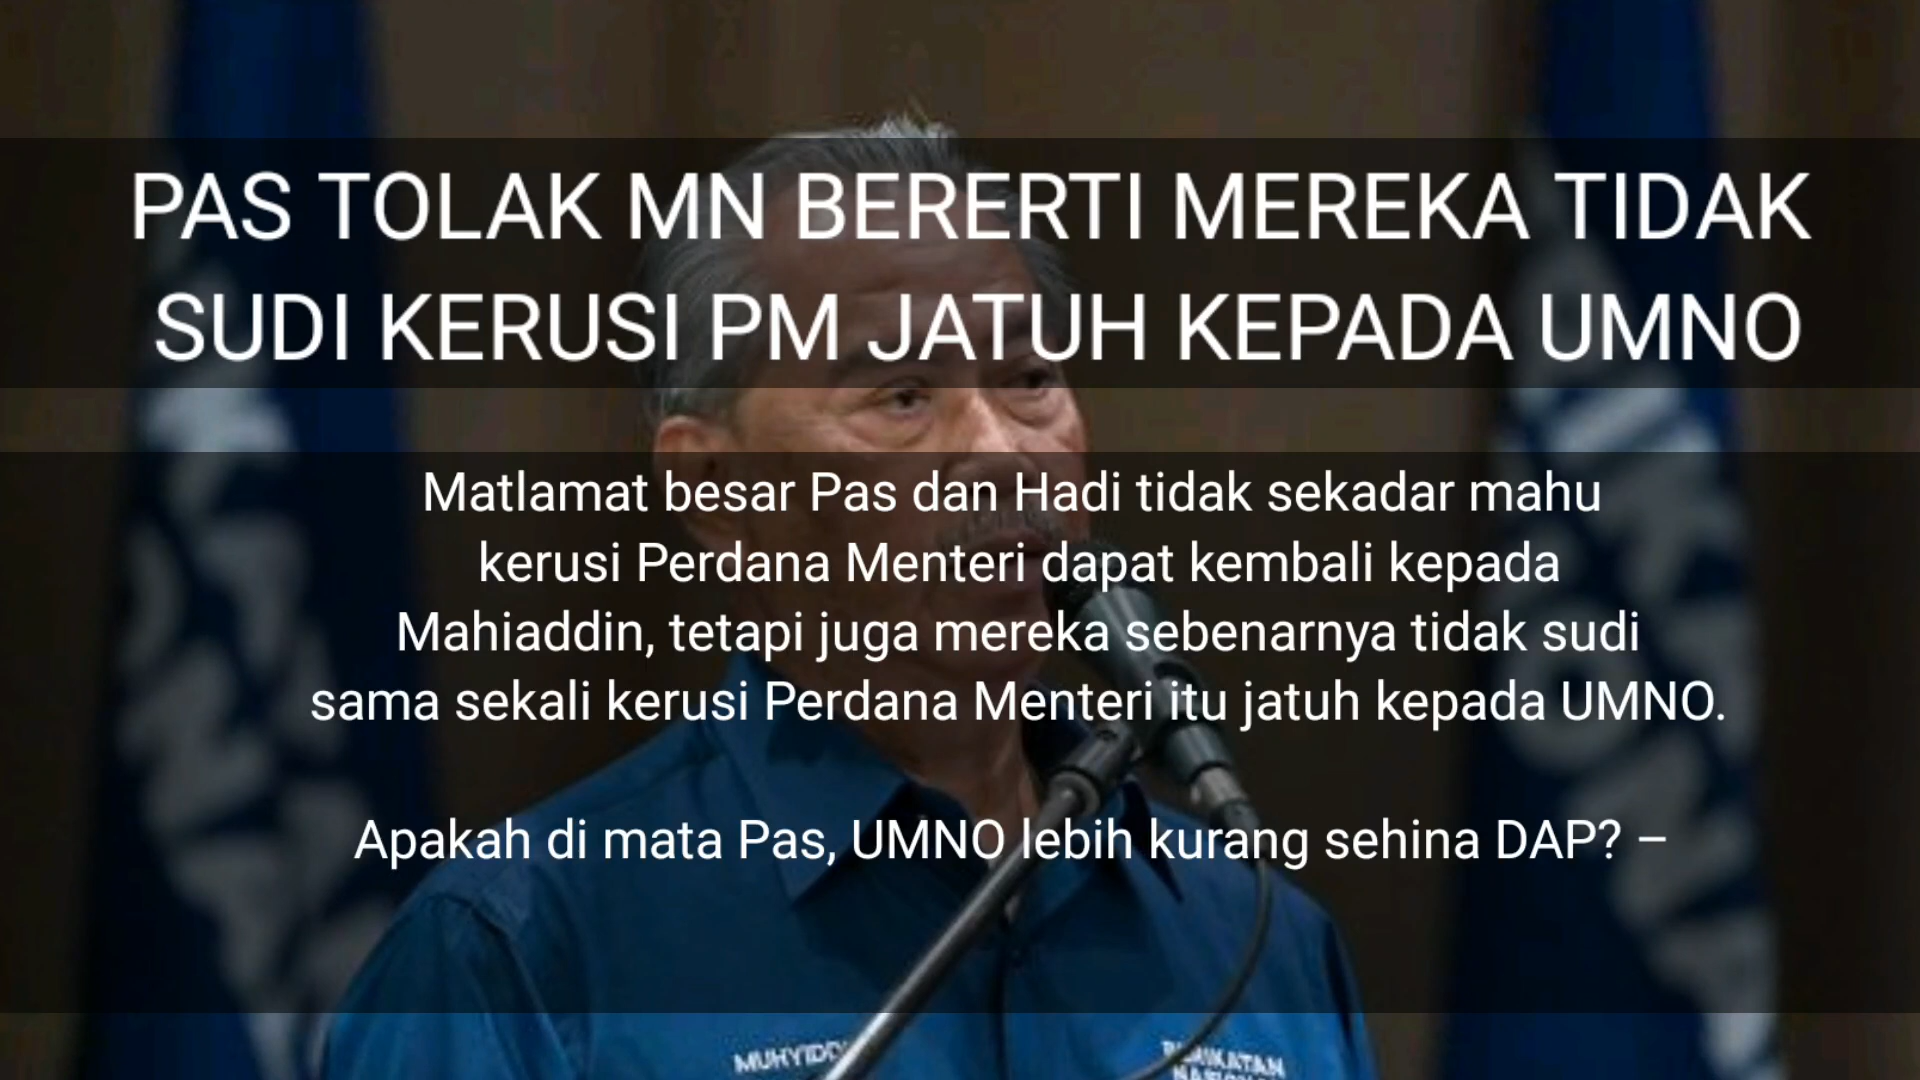 PAS TOLAK MN BERERTI MEREKA TIDAK
SUDI KERUSI PM JATUH KEPADA UMNO
Matlamat besar Pas dan Hadi tidak sekadar mahu
kerusi Perdana Menteri dapat kembali kepada
Mahiaddin, tetapi juga mereka sebenarnya tidak sudi
sama sekali kerusi Perdana Menteri itu jatuh kepada UMNO.
Apakah di mata Pas, UMNO lebih kurang sehina DAP? –